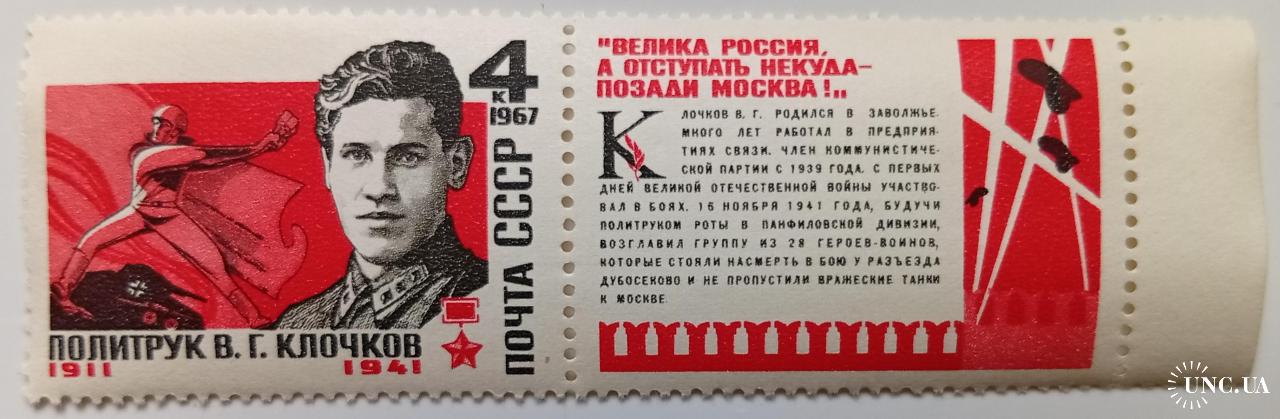 4
К
1967
ПОЧТА СССР
ПОЛИТРУК В. Г. КЛОЧКОВ
1911 1941
"ВЕЛИКА РОССИЯ,
А ОТСТУПАТЬ НЕКУДА—
ПОЗАДИ МОСКВА!..
КЛОЧКОВ В. Г. РОДИЛСЯ В ЗАВОЛЖЬЕ.
МНОГО ЛЕТ РАБОТАЛ В ПРЕДПРИЯ-
ТИЯХ СВЯЗИ. ЧЛЕН КОММУНИСТИЧЕ-
СКОЙ ПАРТИИ С 1939 ГОДА. С ПЕРВЫХ
ДНЕЙ ВЕЛИКОЙ ОТЕЧЕСТВЕННОЙ ВОЙНЫ УЧАСТВО-
ВАЛ В БОЯХ. 16 НОЯБРЯ 1941 ГОДА, БУДУЧИ
ПОЛИТРУКОМ РОТЫ В ПАНФИЛОВСКОЙ ДИВИЗИИ,
ВОЗГЛАВИЛ ГРУППУ ИЗ 28 ГЕРОЕВ-ВОИНОВ,
КОТОРЫЕ СТОЯЛИ НАСМЕРТЬ В БОЮ У РАЗЪЕЗДА
ДУБОСЕКОВО И НЕ ПРОПУСТИЛИ ВРАЖЕСКИЕ ТАНКИ
К МОСКВЕ.
UNC.UA